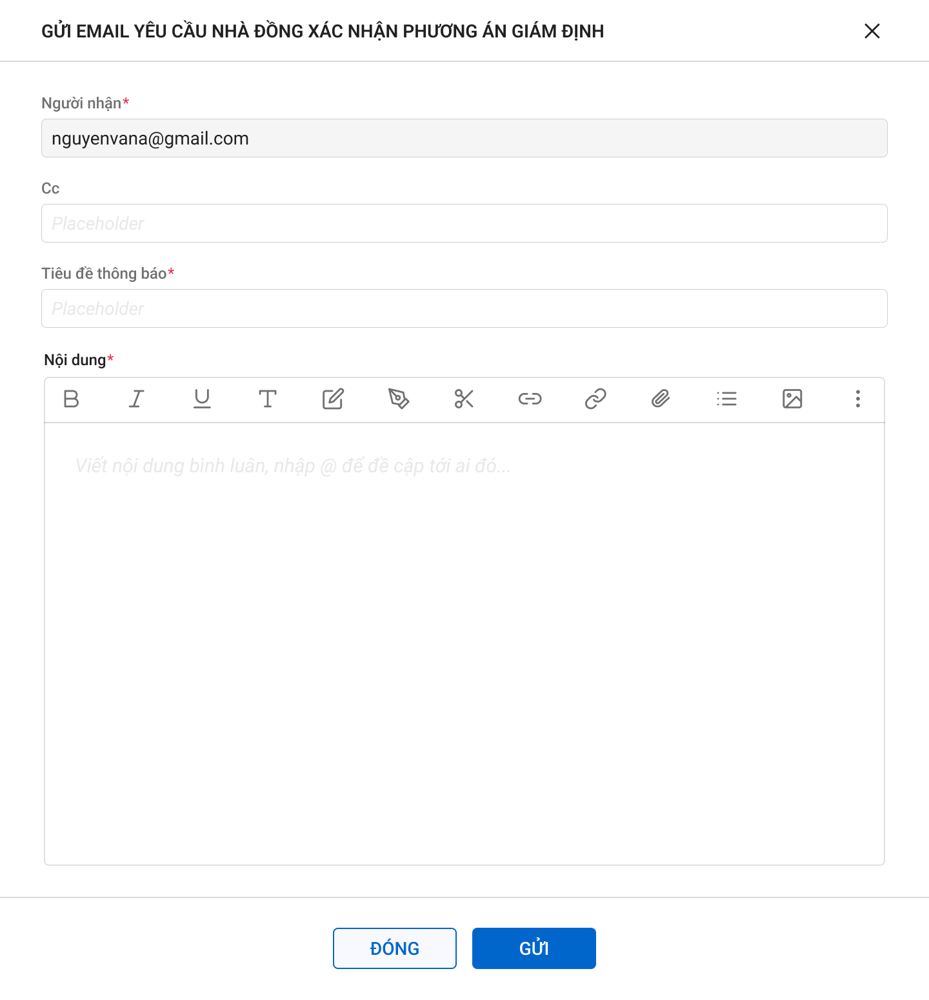 GỬI EMAIL YÊU CẦU NHÀ ĐỒNG XÁC NHẬN PHƯƠNG ÁN GIÁM ĐỊNH
Người nhận*
nguyenvana@gmail.com
Cc
Placeholder
Tiêu đề thông báo*
Placeholder
Nội dung*
Viết nội dung bình luân, nhập @ để đề cập tới ai đó...
ĐÓNG
GỬI